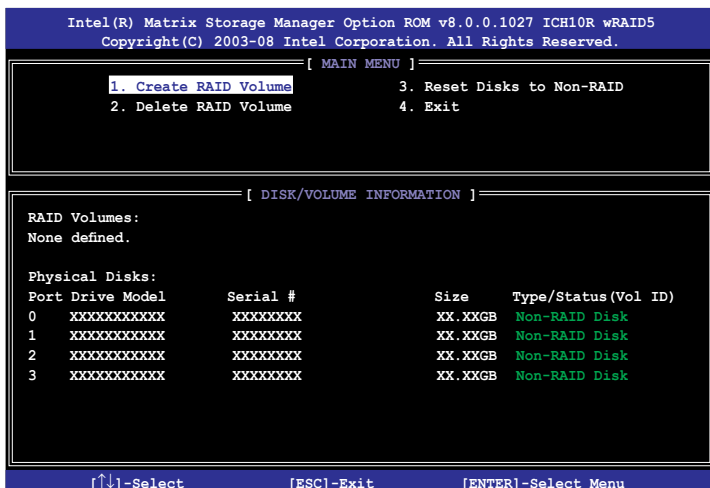 Intel(R) Matrix Storage Manager Option ROM v8.0.0.1027 ICH10R wRAID5
Copyright(C) 2003-08 Intel Corporation. All Rights Reserved.
[ MAIN MENU ]
1. Create RAID Volume 3. Reset Disks to Non-RAID
2. Delete RAID Volume 4. Exit
[ DISK/VOLUME INFORMATION ]
RAID Volumes:
None defined.
Physical Disks:
Port Drive Model Serial # Size Type/Status(Vol ID)
0 XXXXXXXXXXX XXXXXXXX XX.XXGB Non-RAID Disk
1 XXXXXXXXXXX XXXXXXXX XX.XXGB Non-RAID Disk
2 XXXXXXXXXXX XXXXXXXX XX.XXGB Non-RAID Disk
3 XXXXXXXXXXX XXXXXXXX XX.XXGB Non-RAID Disk
[↑↓]-Select [ESC]-Exit [ENTER]-Select Menu